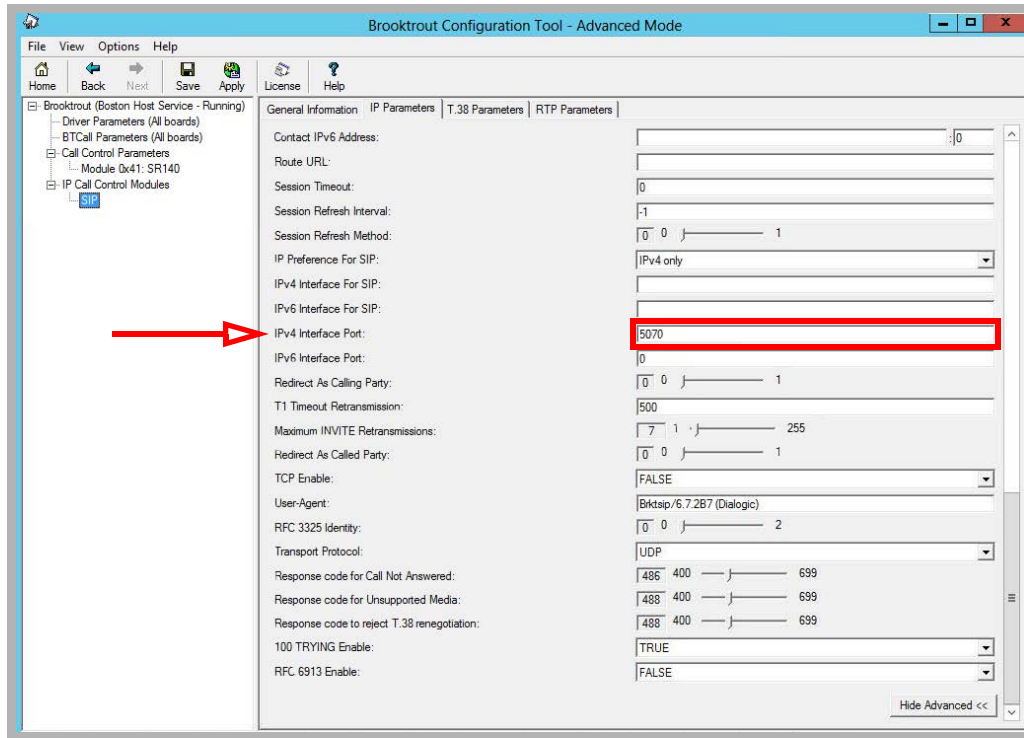 Brooktrout Configuration Tool - Advanced Mode
File View Options Help
Home Back Next Save Apply License Help
Brooktrout (Boston Host Service - Running)
Driver Parameters (All boards)
BTCall Parameters (All boards)
Call Control Parameters
Module 0x41: SR140
IP Call Control Modules
SIP
General Information IP Parameters T.38 Parameters RTP Parameters
Contact IPv6 Address: :0
Route URL:
Session Timeout: 0
Session Refresh Interval: -1
Session Refresh Method: 0 0 1
IP Preference For SIP: IPv4 only
IPv4 Interface For SIP:
IPv6 Interface For SIP:
IPv4 Interface Port: 5070
IPv6 Interface Port: 0
Redirect As Calling Party: 0 0 1
T1 Timeout Retransmission: 500
Maximum INVITE Retransmissions: 7 1 255
Redirect As Called Party: 0 0 1
TCP Enable: FALSE
User-Agent: Brktsip/6.7.2B7 (Dialogic)
RFC 3325 Identity: 0 0 2
Transport Protocol: UDP
Response code for Call Not Answered: 486 400 699
Response code for Unsupported Media: 488 400 699
Response code to reject T.38 renegotiation: 488 400 699
100 TRYING Enable: TRUE
RFC 6913 Enable: FALSE
Hide Advanced <<